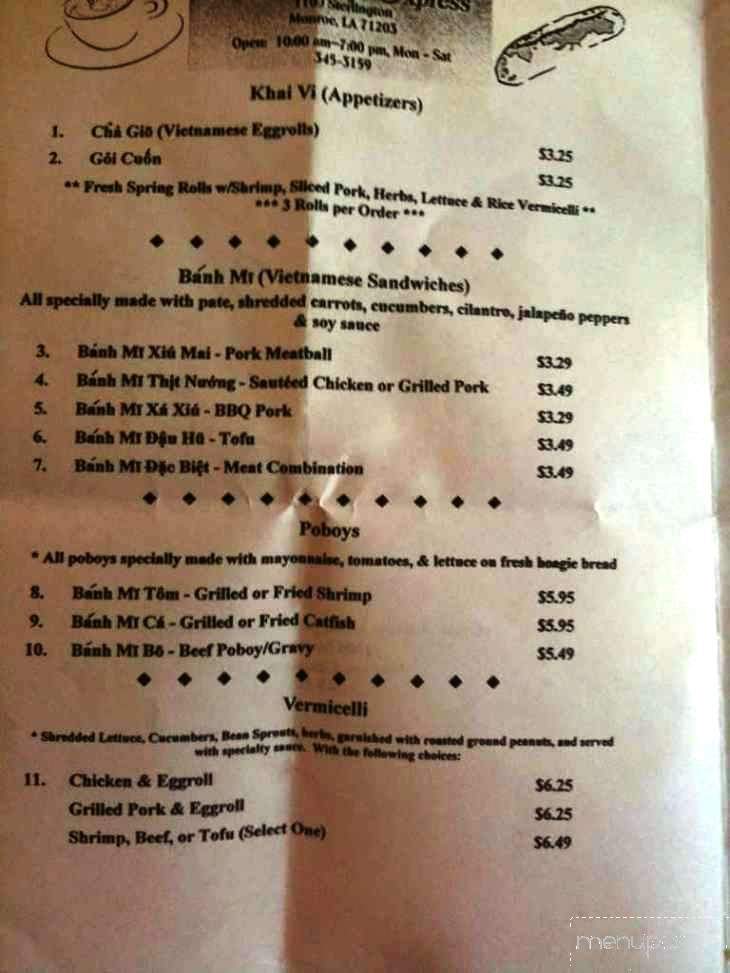 Express
1103 Sterlington
Monroe, LA 71203
Open: 10:00 am-7:00 pm, Mon - Sat
345-3159
Khai Vi (Appetizers)
1. Chả Giò (Vietnamese Eggrolls) $3.25
2. Gỏi Cuốn $3.25
** Fresh Spring Rolls w/Shrimp, Sliced Pork, Herbs, Lettuce & Rice Vermicelli **
*** 3 Rolls per Order ***
Bánh Mì (Vietnamese Sandwiches)
All specially made with pate, shredded carrots, cucumbers, cilantro, jalapeño peppers
& soy sauce
3. Bánh Mì Xíu Mai - Pork Meatball $3.29
4. Bánh Mì Thịt Nướng - Sautéed Chicken or Grilled Pork $3.49
5. Bánh Mì Xá Xíu - BBQ Pork $3.29
6. Bánh Mì Đậu Hũ - Tofu $3.49
7. Bánh Mì Đặc Biệt - Meat Combination $3.49
Poboys
* All poboys specially made with mayonnaise, tomatoes, & lettuce on fresh hoagie bread
8. Bánh Mì Tôm - Grilled or Fried Shrimp $5.95
9. Bánh Mì Cá - Grilled or Fried Catfish $5.95
10. Bánh Mì Bò - Beef Poboy/Gravy $5.49
Vermicelli
* Shredded Lettuce, Cucumbers, Bean Sprouts, herbs, garnished with roasted ground peanuts, and served
with specialty sauce. With the following choices:
11. Chicken & Eggroll $6.25
Grilled Pork & Eggroll $6.25
Shrimp, Beef, or Tofu (Select One) $6.49